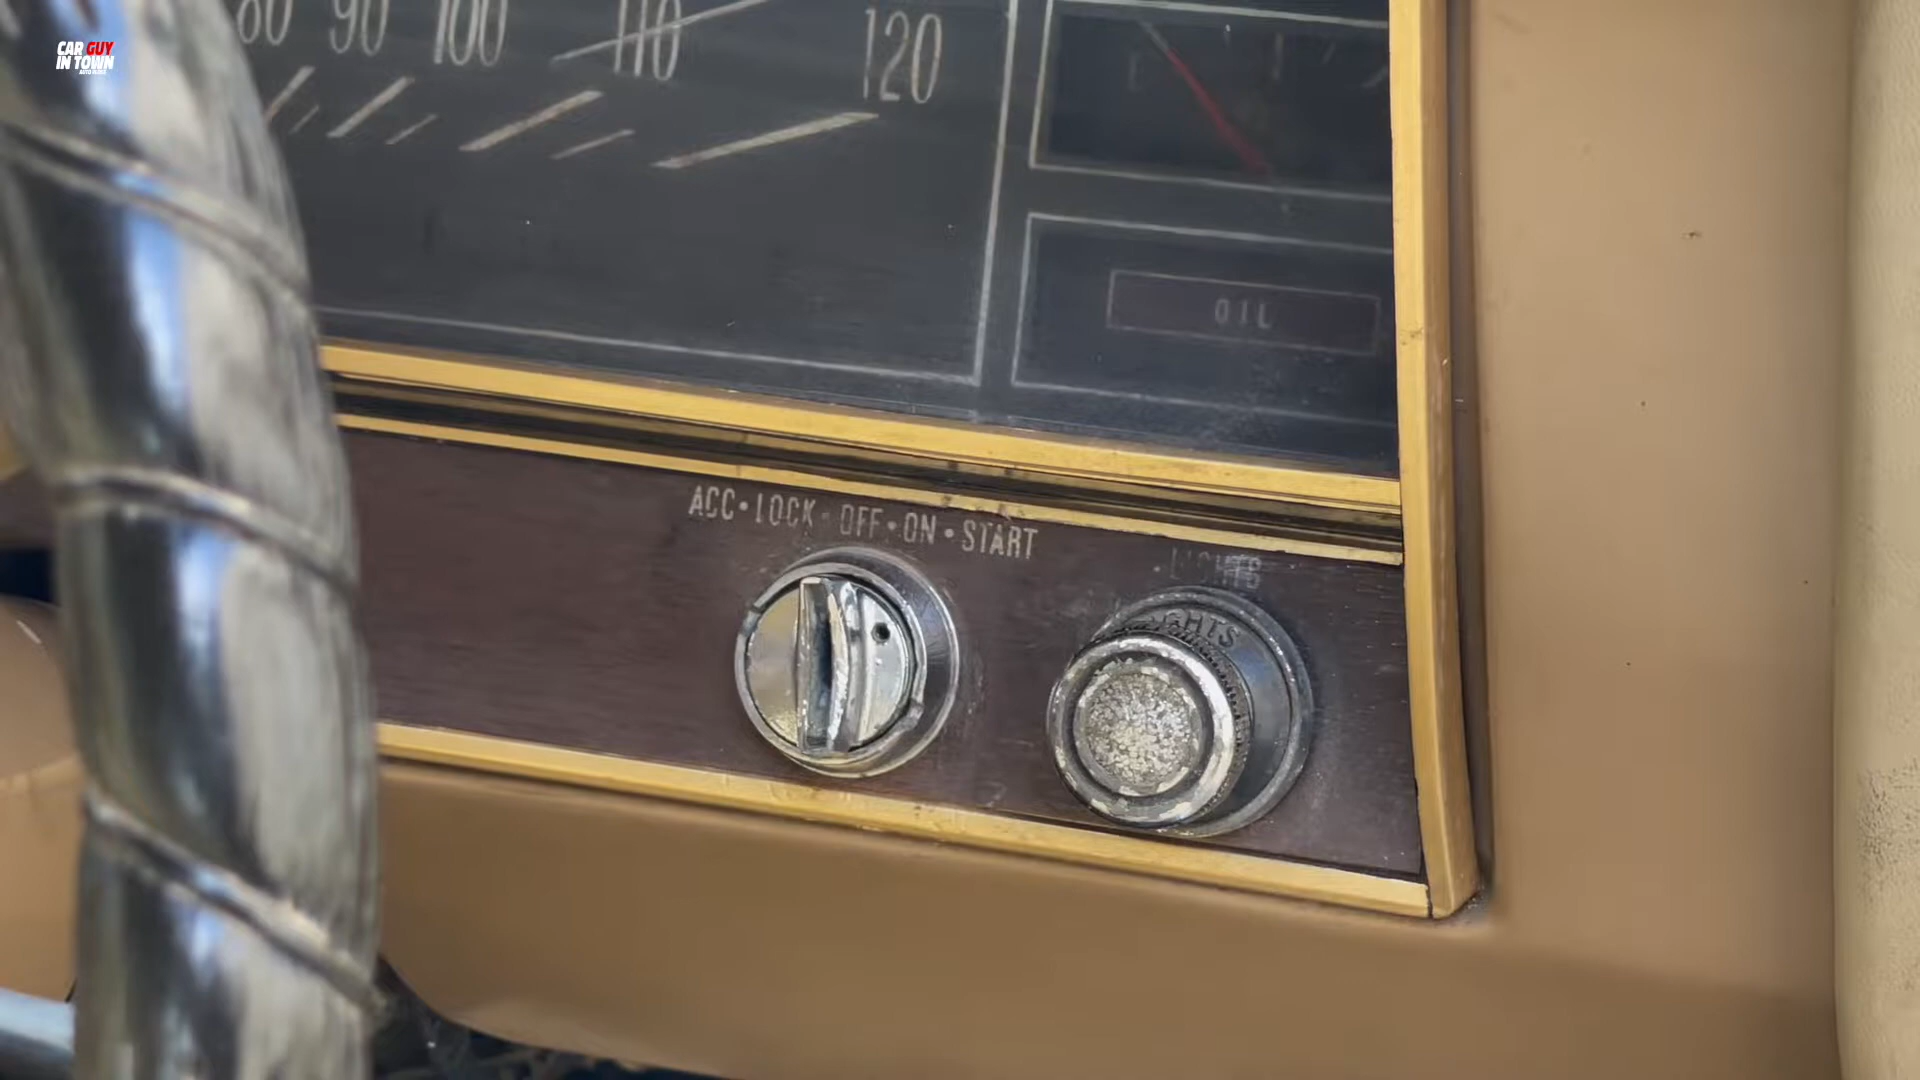 CAR GUY
IN TOWN
80 90 100 110 120
OIL
ACC • LOCK • OFF • ON • START
LIGHTS